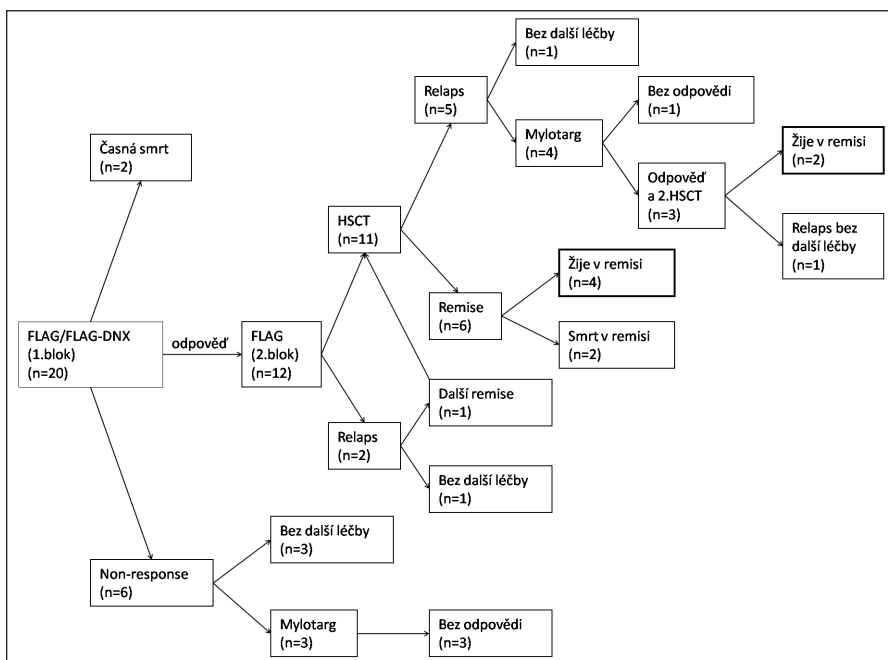 Bez další léčby
(n=1)
Relaps
(n=5)
Bez odpovědi
(n=1)
Mylotarg
(n=4)
Žije v remisi
(n=2)
Časná smrt
(n=2)
Odpověď
a 2.HSCT
(n=3)
HSCT
(n=11)
Relaps bez
další léčby
(n=1)
Žije v remisi
(n=4)
Remise
(n=6)
Smrt v remisi
(n=2)
FLAG/FLAG-DNX
(1.blok)
(n=20)
odpověď
FLAG
(2.blok)
(n=12)
Další remise
(n=1)
Relaps
(n=2)
Bez další léčby
(n=1)
Bez další léčby
(n=3)
Non-response
(n=6)
Mylotarg
(n=3)
Bez odpovědi
(n=3)